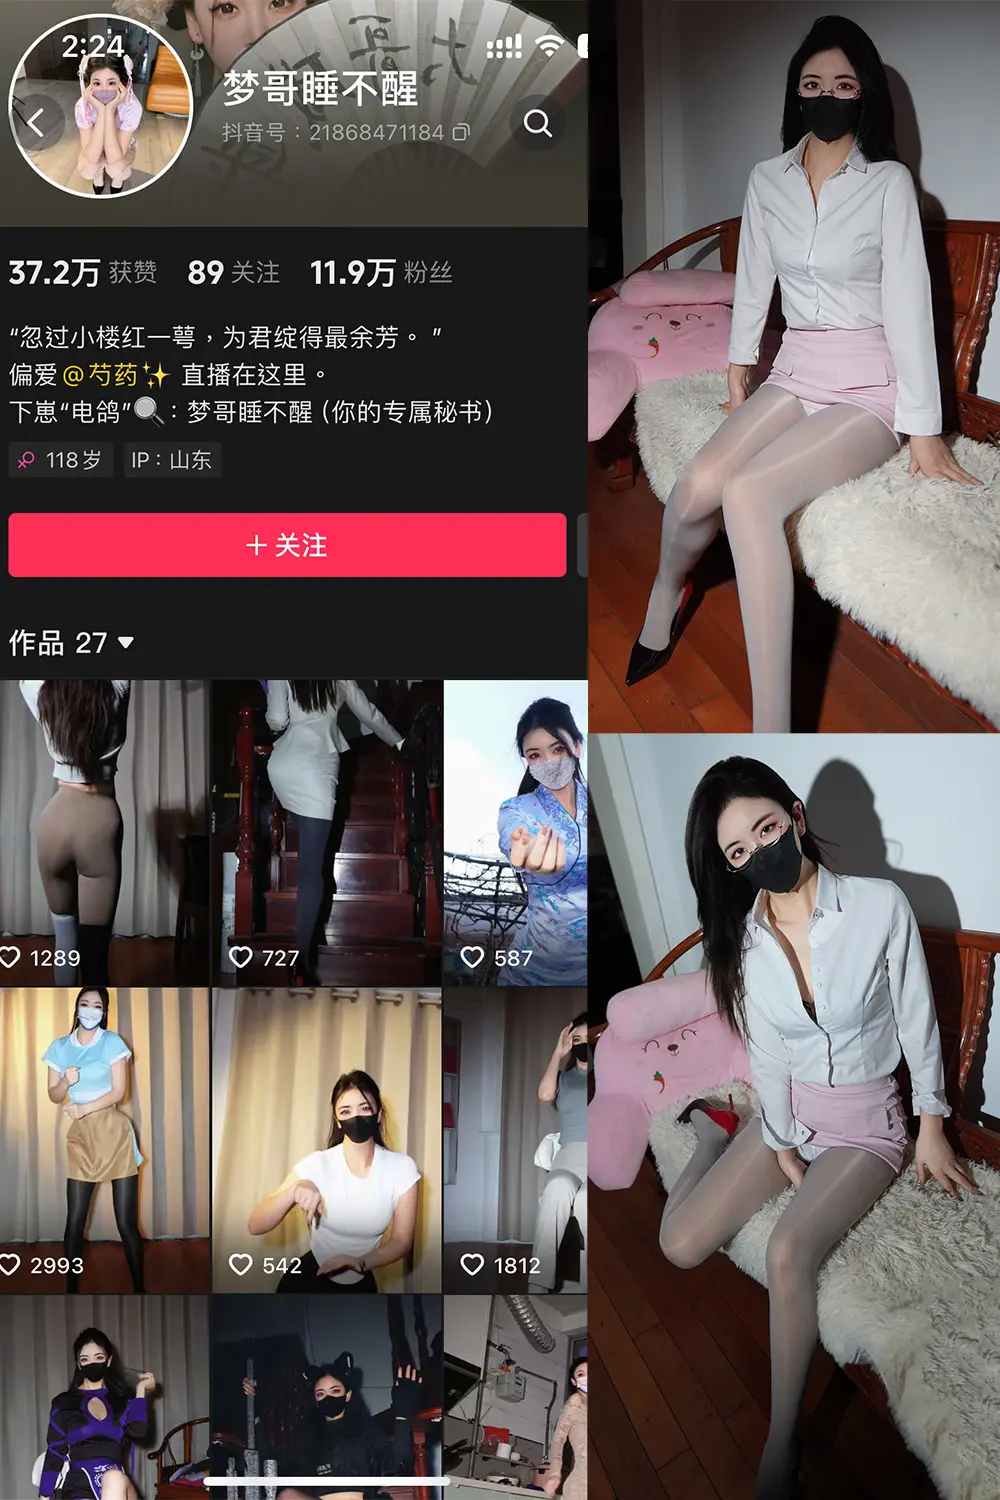 2:24
梦哥睡不醒
抖音号：21868471184
37.2万 获赞 89 关注 11.9万 粉丝
“忽过小楼红一萼，为君绽得最余芳。”
偏爱@芍药✨ 直播在这里。
下崽“电鸽”🔍：梦哥睡不醒（你的专属秘书）
118岁 IP：山东
＋关注
作品 27
1289
727
587
2993
542
1812